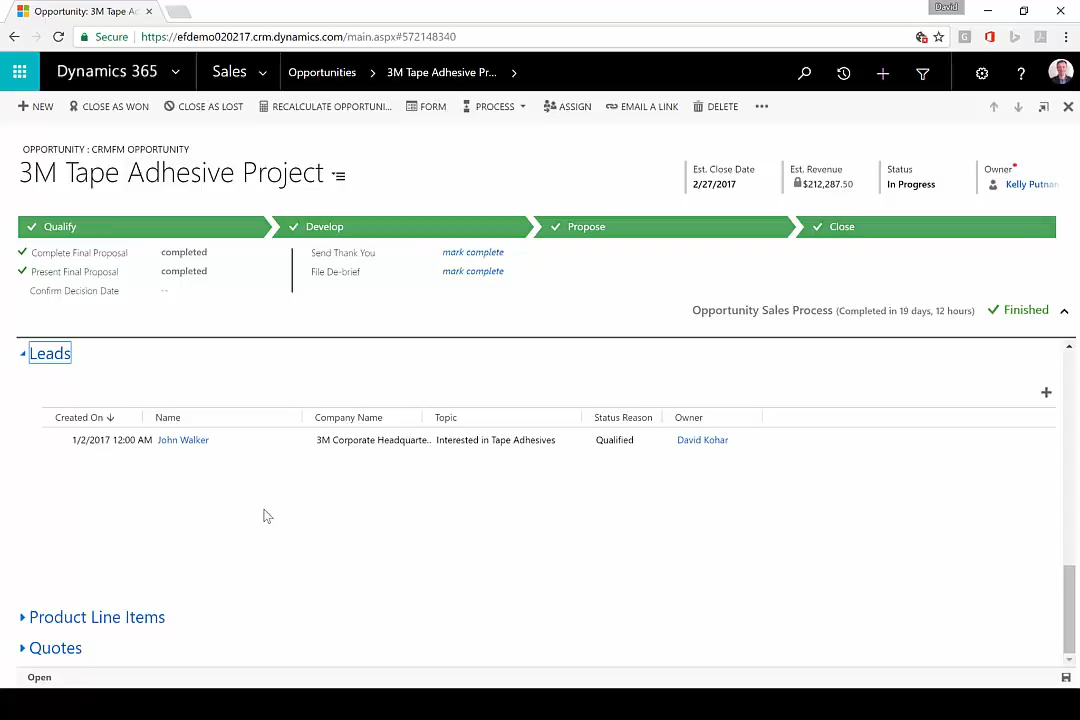 Opportunity: 3M Tape Ad
David
Secure https://efdemo020217.crm.dynamics.com/main.aspx#572148340
Dynamics 365 Sales Opportunities 3M Tape Adhesive Pr...
NEW CLOSE AS WON CLOSE AS LOST RECALCULATE OPPORTUNI... FORM PROCESS ASSIGN EMAIL A LINK DELETE
OPPORTUNITY : CRMFM OPPORTUNITY
3M Tape Adhesive Project
Est. Close Date Est. Revenue Status Owner*
2/27/2017 $212,287.50 In Progress Kelly Putnan
Qualify Develop Propose Close
Complete Final Proposal completed Send Thank You mark complete
Present Final Proposal completed File De-brief mark complete
Confirm Decision Date --
Opportunity Sales Process (Completed in 19 days, 12 hours) Finished
Leads
Created On Name Company Name Topic Status Reason Owner
1/2/2017 12:00 AM John Walker 3M Corporate Headquarte.. Interested in Tape Adhesives Qualified David Kohar
Product Line Items
Quotes
Open